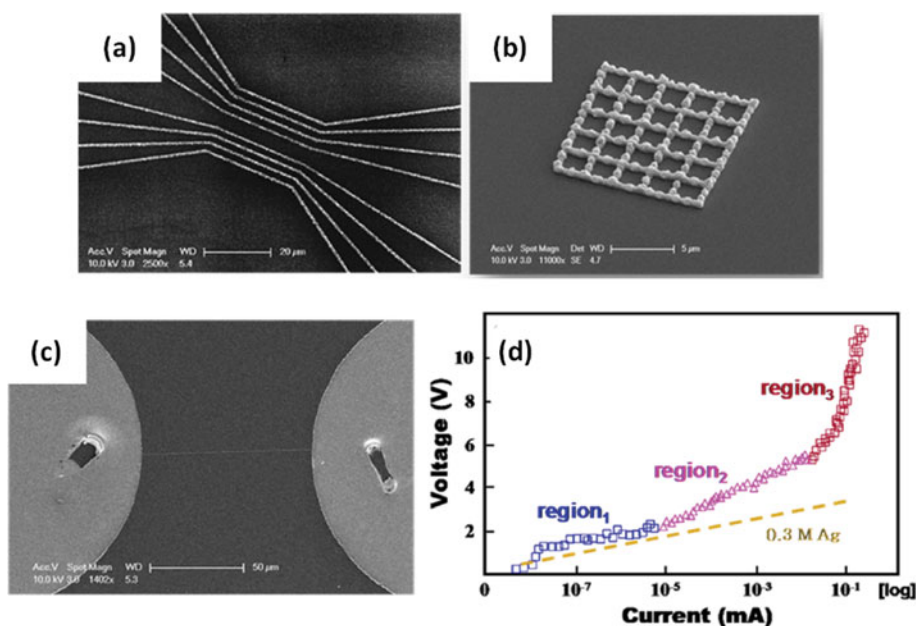 (a)
Acc.V Spot Magn WD 20 µm
10.0 kV 3.0 2500x 5.4
(b)
Acc.V Spot Magn Det WD 5 µm
10.0 kV 3.0 11000x SE 4.7
(c)
Acc.V Spot Magn WD 50 µm
10.0 kV 3.0 1402x 5.3
(d)
Voltage (V)
10
8
6
4
2
region₃
region₂
region₁
0.3 M Ag
0 10⁻⁷ 10⁻⁵ 10⁻³ 10⁻¹ [log]
Current (mA)